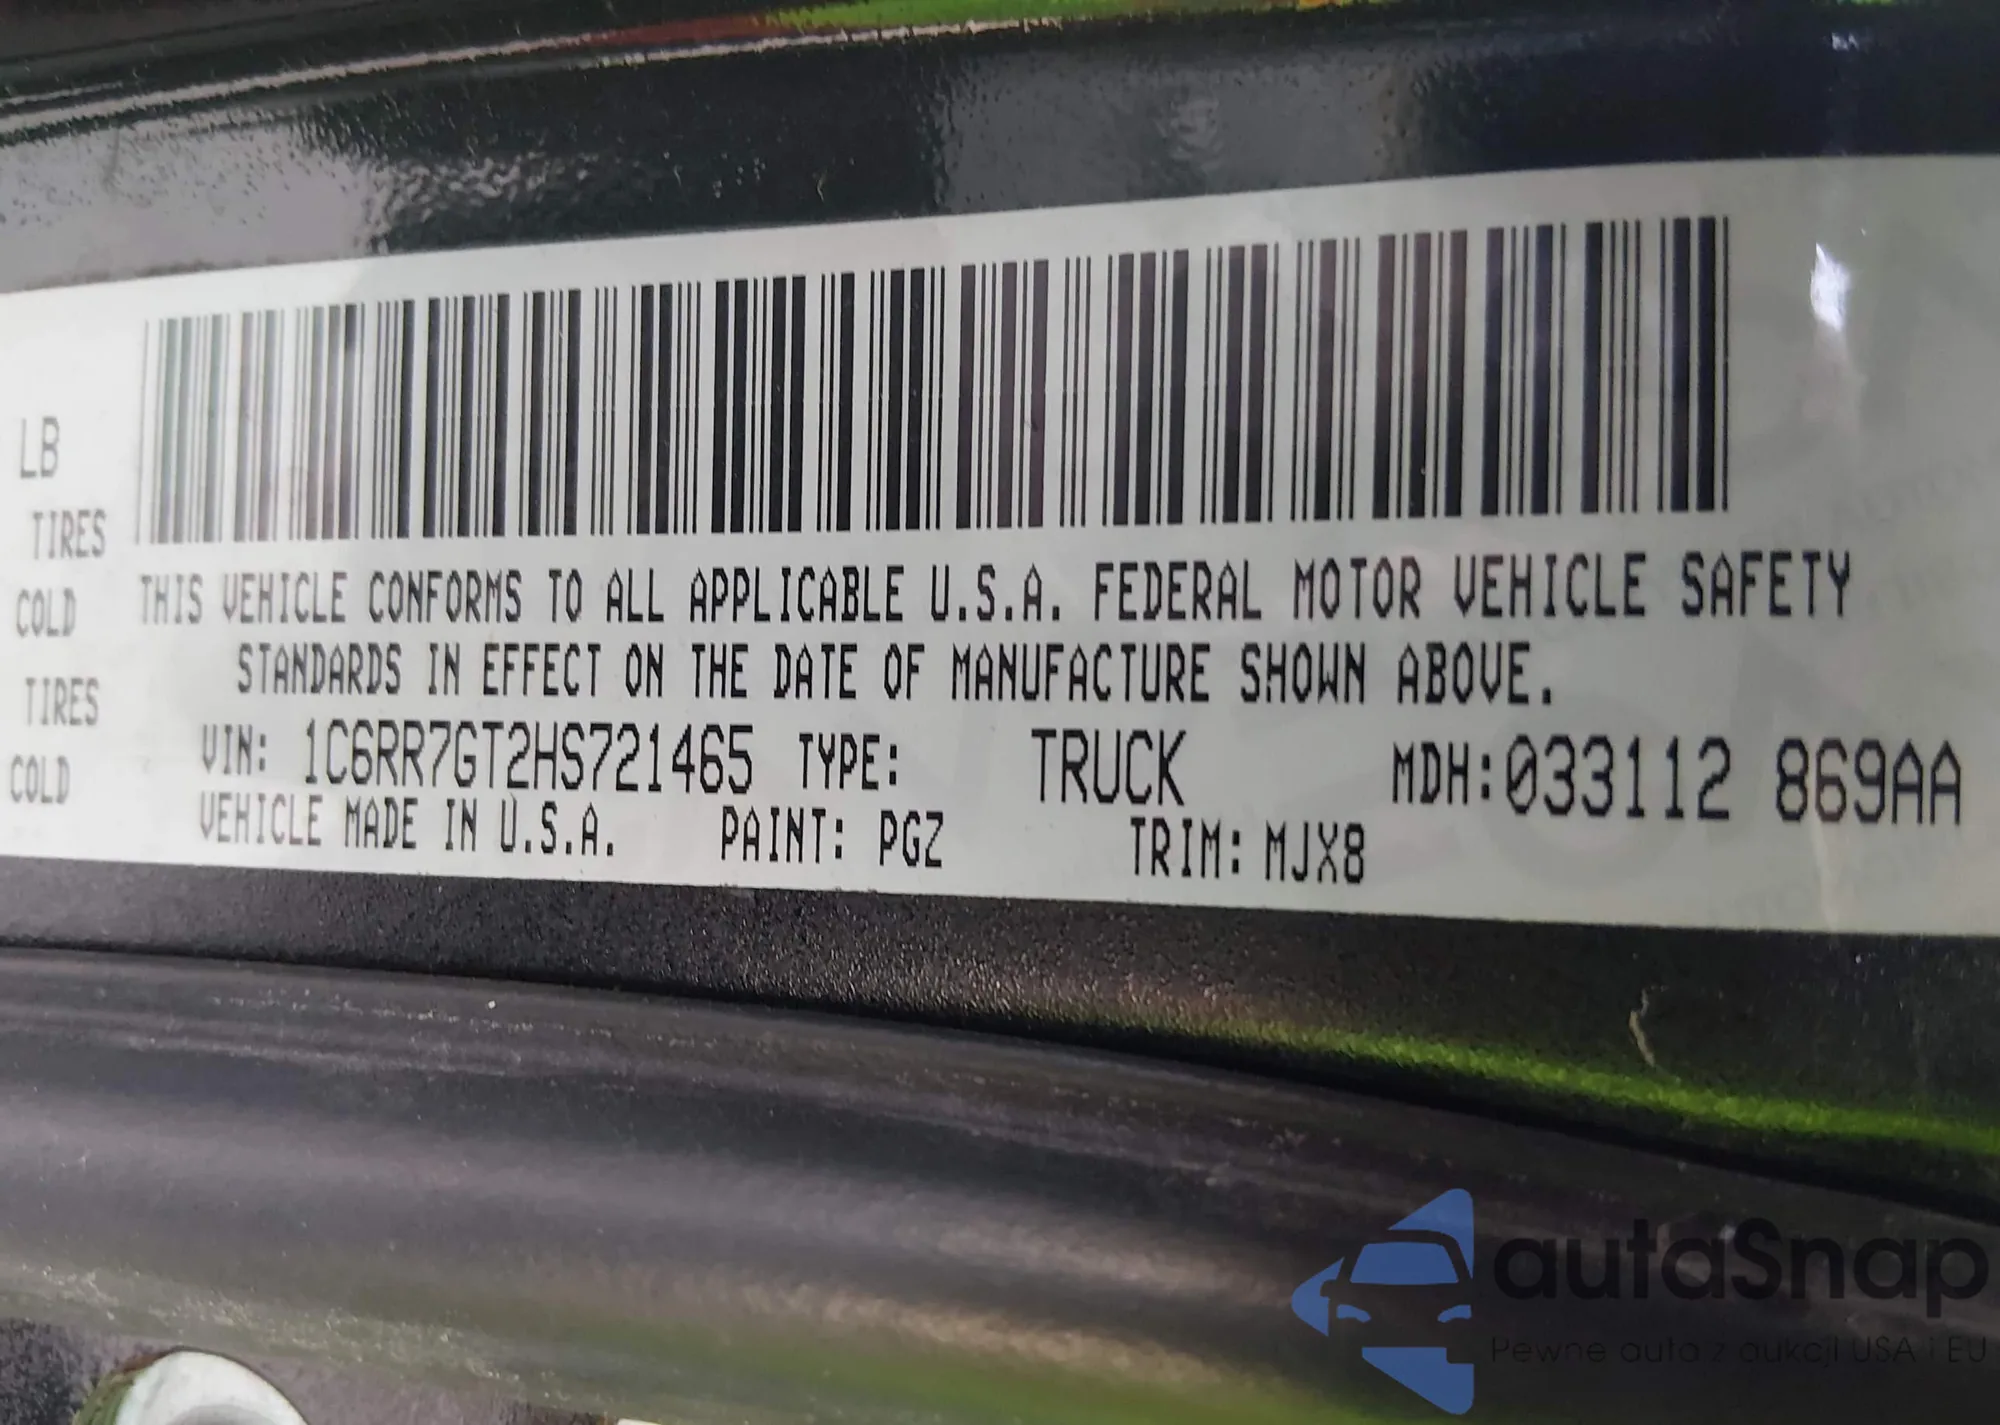 LB
TIRES
COLD
TIRES
COLD
THIS VEHICLE CONFORMS TO ALL APPLICABLE U.S.A. FEDERAL MOTOR VEHICLE SAFETY
STANDARDS IN EFFECT ON THE DATE OF MANUFACTURE SHOWN ABOVE.
VIN: 1C6RR7GT2HS721465 TYPE: TRUCK MDH:033112 869AA
VEHICLE MADE IN U.S.A. PAINT: PGZ TRIM: MJX8
autaSnap
Pewne auta z aukcji USA i EU